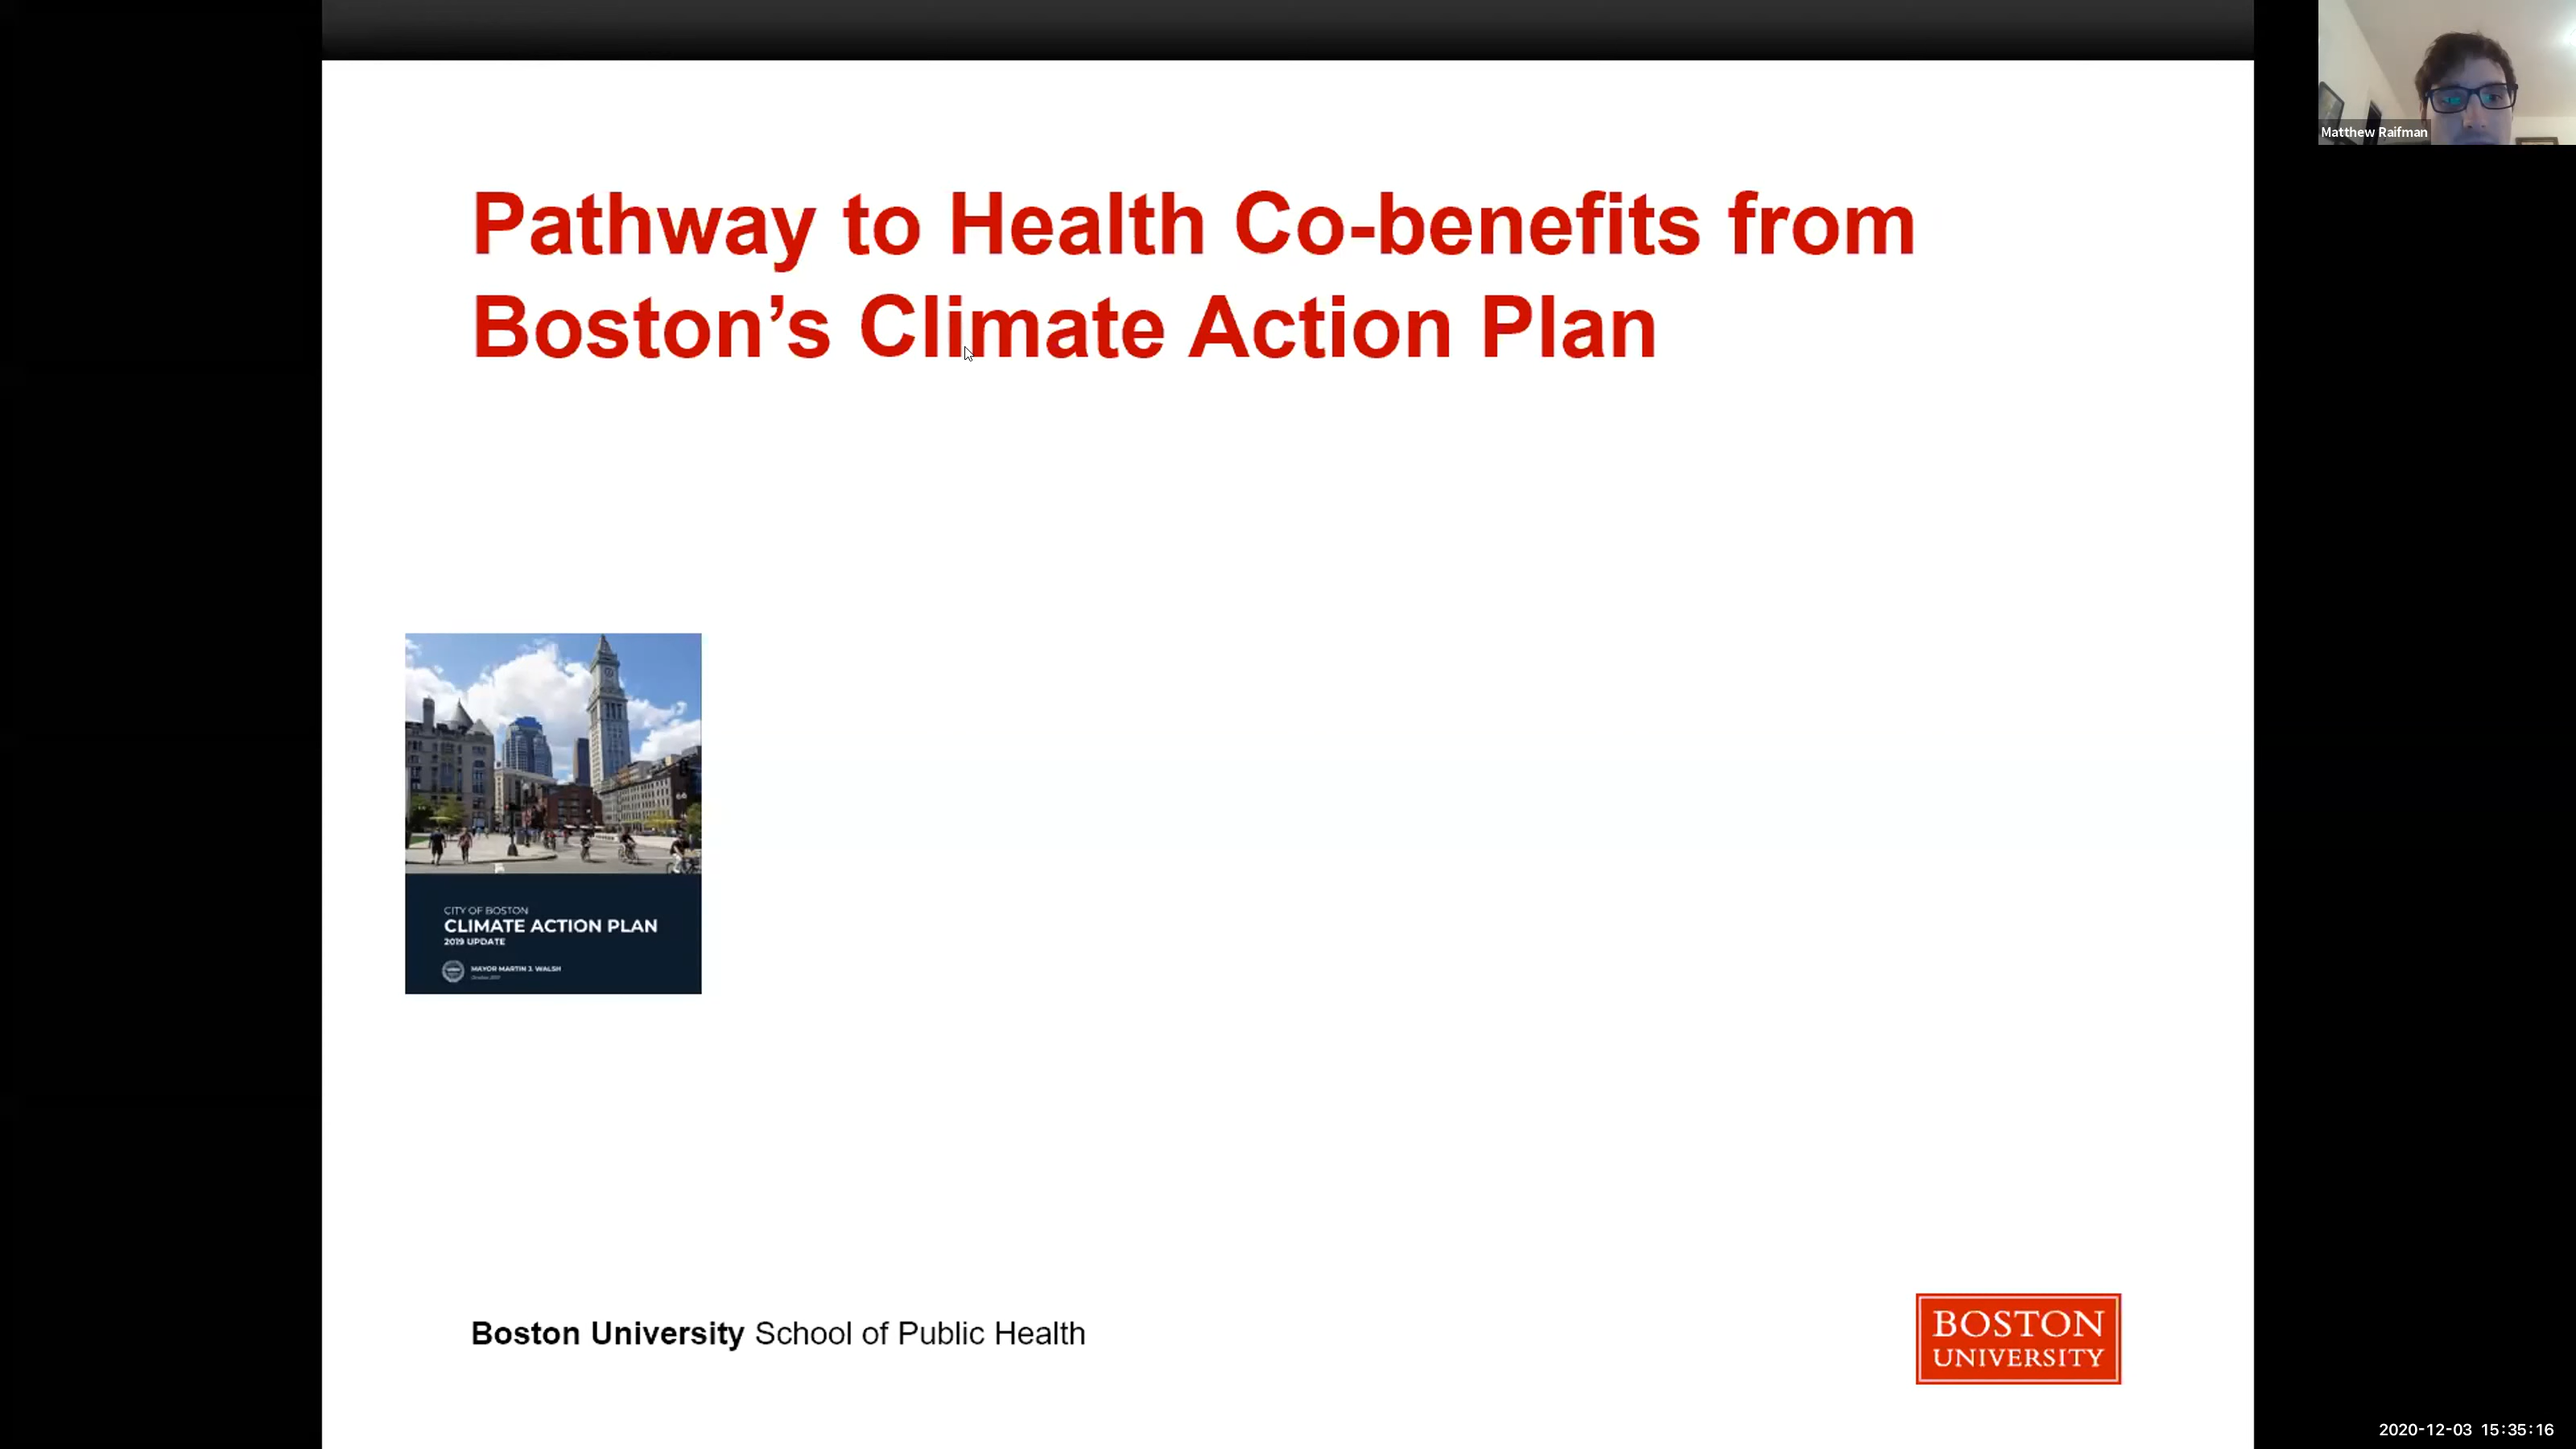 Matthew Raifman
Pathway to Health Co-benefits from
Boston’s Climate Action Plan
CITY OF BOSTON
CLIMATE ACTION PLAN
2019 UPDATE
MAYOR MARTIN J. WALSH
Boston University School of Public Health
BOSTON
UNIVERSITY
2020-12-03 15:35:16